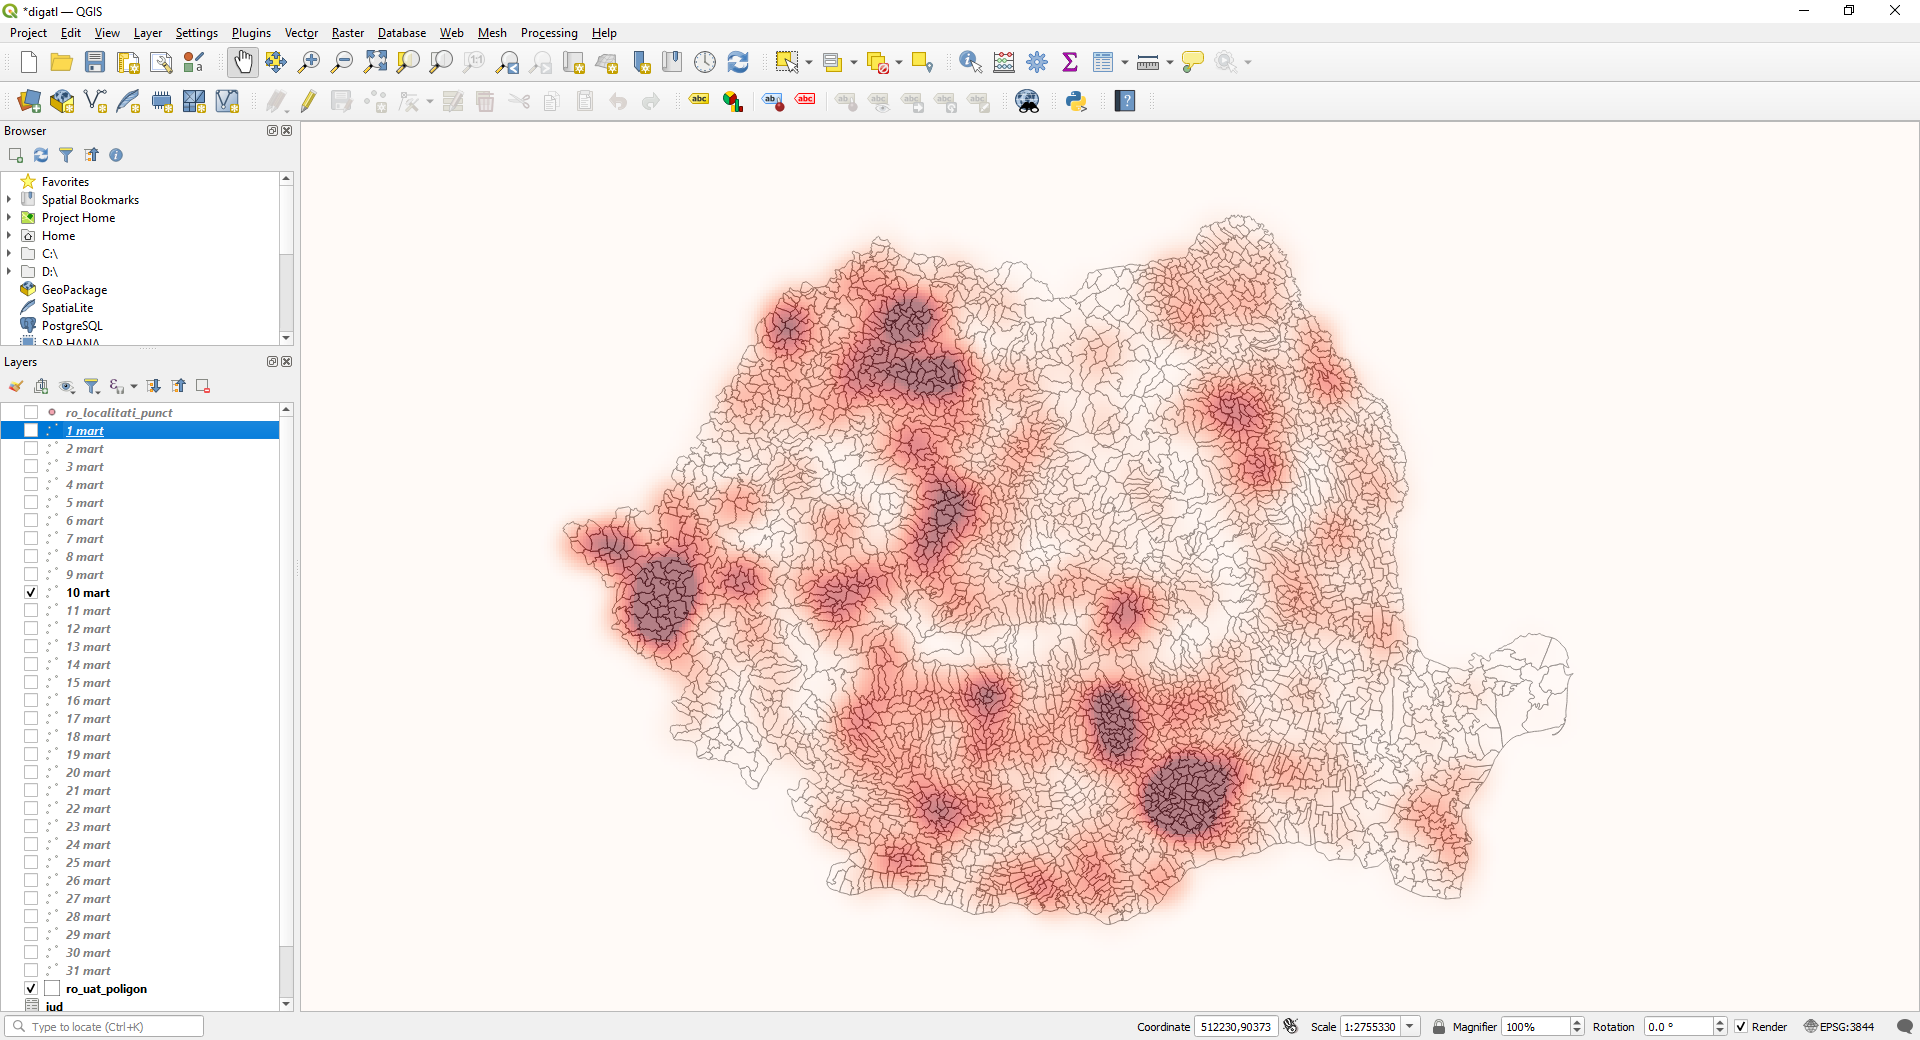 *digatl — QGIS
Project Edit View Layer Settings Plugins Vector Raster Database Web Mesh Processing Help
Browser
Favorites
Spatial Bookmarks
Project Home
Home
C:\
D:\
GeoPackage
SpatiaLite
PostgreSQL
SAP HANA
Layers
ro_localitati_punct
1 mart
2 mart
3 mart
4 mart
5 mart
6 mart
7 mart
8 mart
9 mart
10 mart
11 mart
12 mart
13 mart
14 mart
15 mart
16 mart
17 mart
18 mart
19 mart
20 mart
21 mart
22 mart
23 mart
24 mart
25 mart
26 mart
27 mart
28 mart
29 mart
30 mart
31 mart
ro_uat_poligon
iud
Type to locate (Ctrl+K)
Coordinate 512230,90373 Scale 1:2755330 Magnifier 100% Rotation 0.0 ° Render EPSG:3844